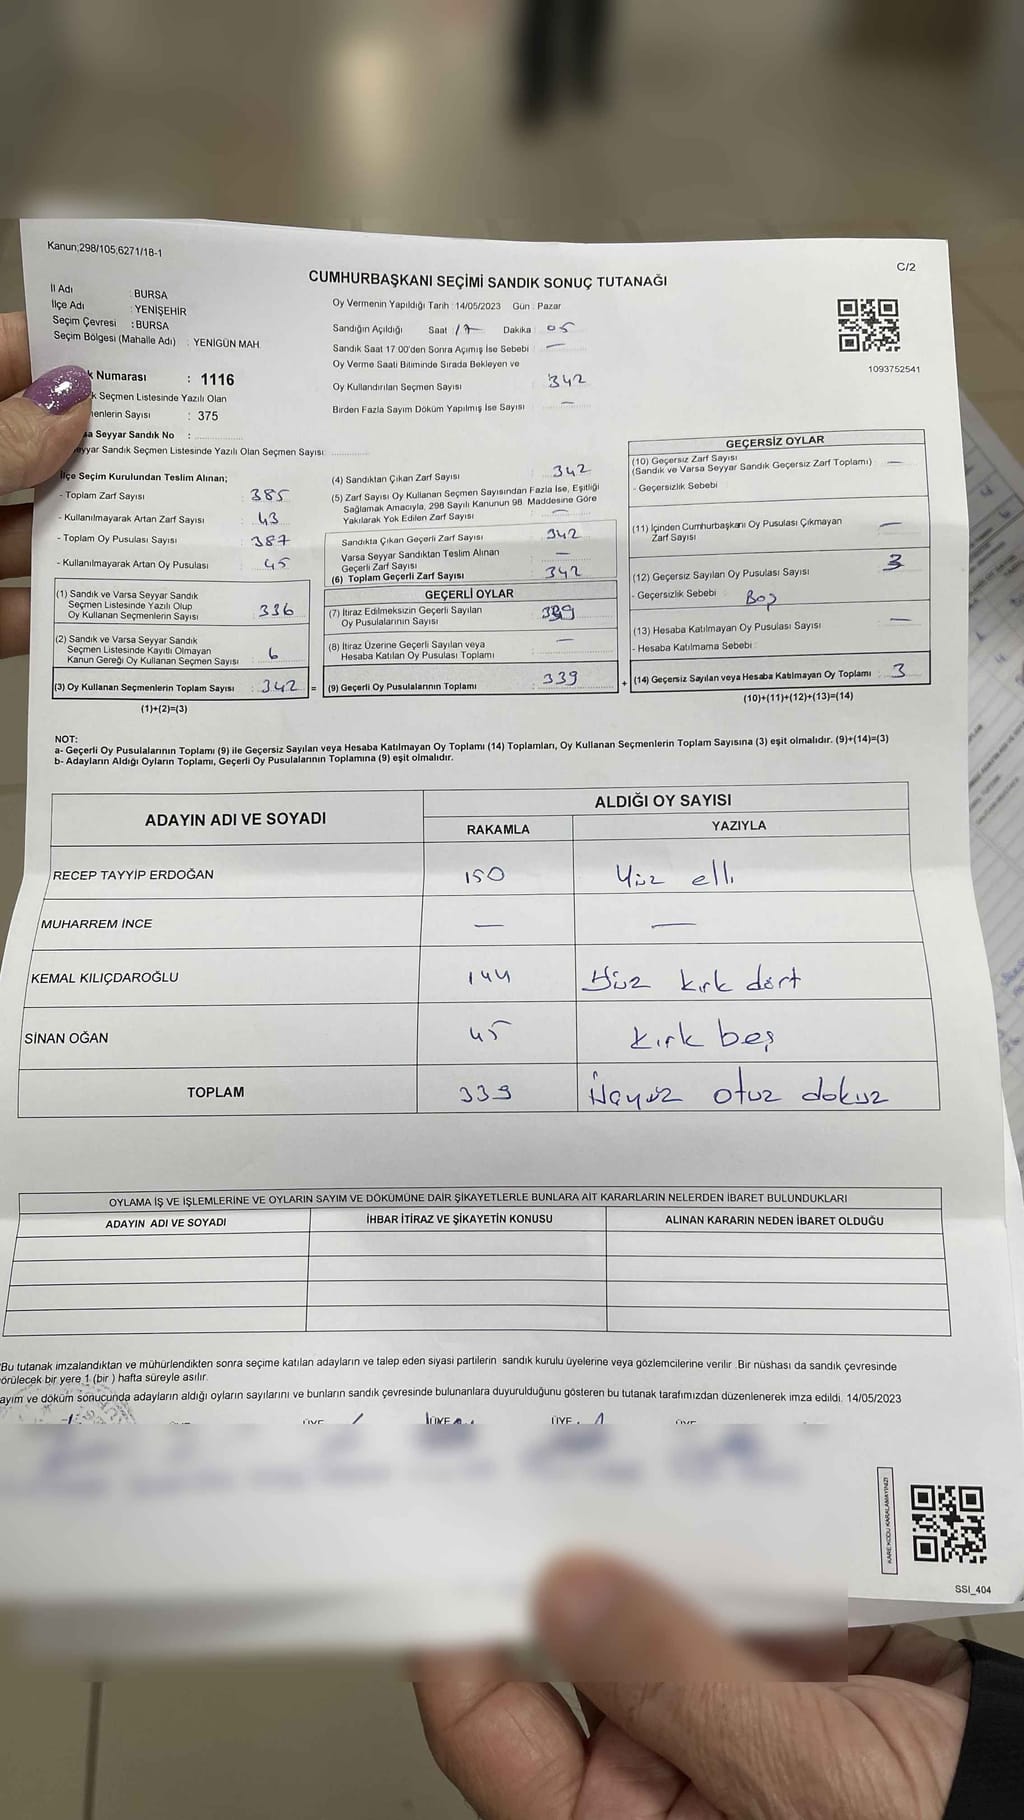 Kanun;298/105;6271/18-1
C/2
CUMHURBAŞKANI SEÇİMİ SANDIK SONUÇ TUTANAĞI
İl Adı : BURSA
İlçe Adı : YENİŞEHİR
Seçim Çevresi : BURSA
Seçim Bölgesi (Mahalle Adı) : YENİGÜN MAH.
k Numarası : 1116
k Seçmen Listesinde Yazılı Olan
enlerin Sayısı : 375
sa Seyyar Sandık No :
eyyar Sandık Seçmen Listesinde Yazılı Olan Seçmen Sayısı:
Oy Vermenin Yapıldığı Tarih : 14/05/2023 Gün : Pazar
Sandığın Açıldığı Saat : 17 Dakika : 05
Sandık Saat 17:00'den Sonra Açımış İse Sebebi : —
Oy Verme Saati Bitiminde Sırada Bekleyen ve
Oy Kullandırılan Seçmen Sayısı : 342
Birden Fazla Sayım Döküm Yapılmış İse Sayısı : —
1093752541
İlçe Seçim Kurulundan Teslim Alınan;
- Toplam Zarf Sayısı : 385
- Kullanılmayarak Artan Zarf Sayısı : 43
- Toplam Oy Pusulası Sayısı : 387
- Kullanılmayarak Artan Oy Pusulası : 45
(1) Sandık ve Varsa Seyyar Sandık
Seçmen Listesinde Yazılı Olup
Oy Kullanan Seçmenlerin Sayısı : 336
(2) Sandık ve Varsa Seyyar Sandık
Seçmen Listesinde Kayıtlı Olmayan
Kanun Gereği Oy Kullanan Seçmen Sayısı : 6
(3) Oy Kullanan Seçmenlerin Toplam Sayısı : 342 =
(1)+(2)=(3)
(4) Sandıktan Çıkan Zarf Sayısı : 342
(5) Zarf Sayısı Oy Kullanan Seçmen Sayısından Fazla İse, Eşitliği
Sağlamak Amacıyla, 298 Sayılı Kanunun 98. Maddesine Göre
Yakılarak Yok Edilen Zarf Sayısı : —
Sandıkta Çıkan Geçerli Zarf Sayısı : 342
Varsa Seyyar Sandıktan Teslim Alınan
Geçerli Zarf Sayısı : —
(6) Toplam Geçerli Zarf Sayısı : 342
GEÇERLİ OYLAR
(7) İtiraz Edilmeksizin Geçerli Sayılan
Oy Pusulalarının Sayısı : 339
(8) İtiraz Üzerine Geçerli Sayılan veya
Hesaba Katılan Oy Pusulası Toplamı : —
(9) Geçerli Oy Pusulalarının Toplamı : 339 +
GEÇERSİZ OYLAR
(10) Geçersiz Zarf Sayısı
(Sandık ve Varsa Seyyar Sandık Geçersiz Zarf Toplamı) : —
- Geçersizlik Sebebi :
(11) İçinden Cumhurbaşkanı Oy Pusulası Çıkmayan
Zarf Sayısı : —
(12) Geçersiz Sayılan Oy Pusulası Sayısı : 3
- Geçersizlik Sebebi : Boş
(13) Hesaba Katılmayan Oy Pusulası Sayısı : —
- Hesaba Katılmama Sebebi :
(14) Geçersiz Sayılan veya Hesaba Katılmayan Oy Toplamı : 3
(10)+(11)+(12)+(13)=(14)
NOT:
a- Geçerli Oy Pusulalarının Toplamı (9) ile Geçersiz Sayılan veya Hesaba Katılmayan Oy Toplamı (14) Toplamları, Oy Kullanan Seçmenlerin Toplam Sayısına (3) eşit olmalıdır. (9)+(14)=(3)
b- Adayların Aldığı Oyların Toplamı, Geçerli Oy Pusulalarının Toplamına (9) eşit olmalıdır.
ADAYIN ADI VE SOYADI
ALDIĞI OY SAYISI
RAKAMLA YAZIYLA
RECEP TAYYİP ERDOĞAN 150 Yüz elli
MUHARREM İNCE — —
KEMAL KILIÇDAROĞLU 144 Yüz kırk dört
SİNAN OĞAN 45 kırk beş
TOPLAM 339 Üçyüz otuz dokuz
OYLAMA İŞ VE İŞLEMLERİNE VE OYLARIN SAYIM VE DÖKÜMÜNE DAİR ŞİKAYETLERLE BUNLARA AİT KARARLARIN NELERDEN İBARET BULUNDUKLARI
ADAYIN ADI VE SOYADI İHBAR İTİRAZ VE ŞİKAYETİN KONUSU ALINAN KARARIN NEDEN İBARET OLDUĞU
Bu tutanak imzalandıktan ve mühürlendikten sonra seçime katılan adayların ve talep eden siyasi partilerin sandık kurulu üyelerine veya gözlemcilerine verilir. Bir nüshası da sandık çevresinde
örülecek bir yere 1 (bir ) hafta süreyle asılır.
ayım ve döküm sonucunda adayların aldığı oyların sayılarını ve bunların sandık çevresinde bulunanlara duyurulduğunu gösteren bu tutanak tarafımızdan düzenlenerek imza edildi. 14/05/2023
ÜYE ÜYE ÜYE ÜYE
KARE KODU KARALAMAYINIZ!
SSI_404